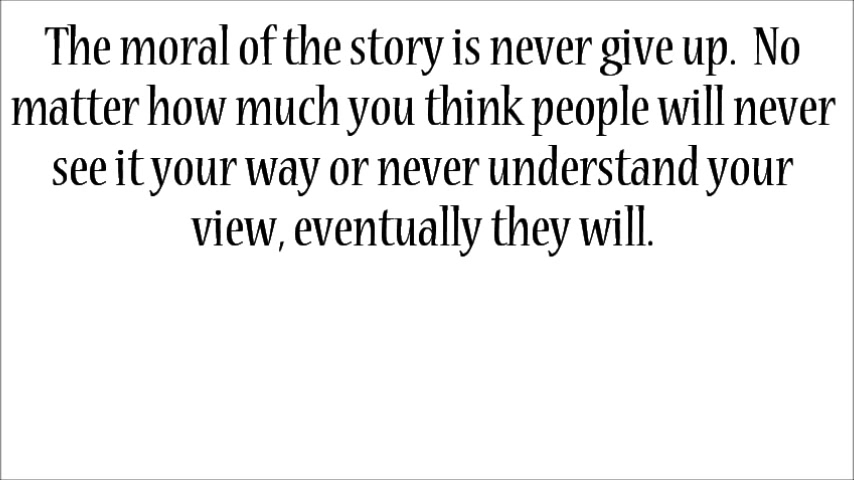 The moral of the story is never give up.  No
matter how much you think people will never
see it your way or never understand your
view, eventually they will.